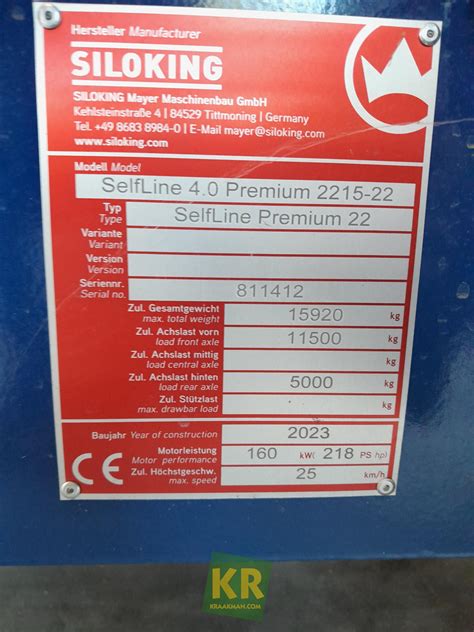 Hersteller Manufacturer
SILOKING
SILOKING Mayer Maschinenbau GmbH
Kehlsteinstraße 4 | 84529 Tittmoning | Germany
Tel. +49 8683 8984-0 | E-Mail mayer@siloking.com
www.siloking.com
Modell Model
SelfLine 4.0 Premium 2215-22
Typ
Type
SelfLine Premium 22
Variante
Variant
Version
Version
Seriennr.
Serial no.
811412
Zul. Gesamtgewicht
max. total weight
15920 kg
Zul. Achslast vorn
load front axle
11500 kg
Zul. Achslast mittig
load central axle
kg
Zul. Achslast hinten
load rear axle
5000 kg
Zul. Stützlast
max. drawbar load
kg
Baujahr Year of construction
2023
CE
Motorleistung
Motor performance
160 kW( 218 PS hp)
Zul. Höchstgeschw.
max. speed
25 km/h
KR
KRAAKMAN.COM